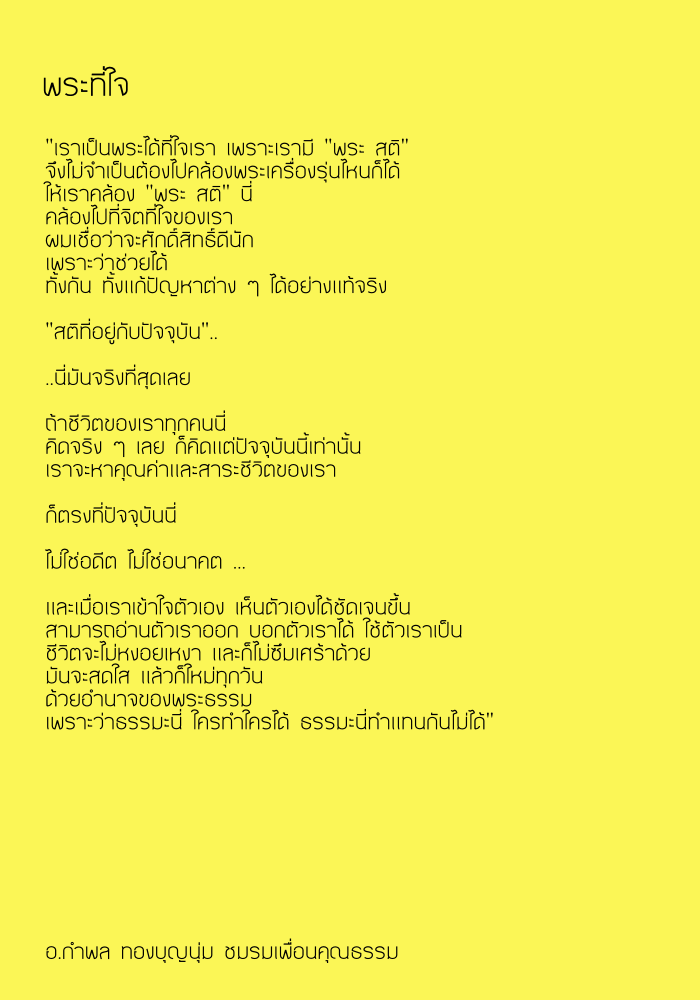 พระที่ใจ
"เราเป็นพระได้ที่ใจเรา เพราะเรามี "พระ สติ"
จึงไม่จำเป็นต้องไปคล้องพระเครื่องรุ่นไหนก็ได้
ให้เราคล้อง "พระ สติ" นี่
คล้องไปที่จิตที่ใจของเรา
ผมเชื่อว่าจะศักดิ์สิทธิ์ดีนัก
เพราะว่าช่วยได้
ทั้งกัน ทั้งแก้ปัญหาต่าง ๆ ได้อย่างแท้จริง
"สติที่อยู่กับปัจจุบัน"..
..นี่มันจริงที่สุดเลย
ถ้าชีวิตของเราทุกคนนี่
คิดจริง ๆ เลย ก็คิดแต่ปัจจุบันนี้เท่านั้น
เราจะหาคุณค่าและสาระชีวิตของเรา
ก็ตรงที่ปัจจุบันนี่
ไม่ใช่อดีต ไม่ใช่อนาคต ...
และเมื่อเราเข้าใจตัวเอง เห็นตัวเองได้ชัดเจนขึ้น
สามารถอ่านตัวเราออก บอกตัวเราได้ ใช้ตัวเราเป็น
ชีวิตจะไม่หงอยเหงา และก็ไม่ซึมเศร้าด้วย
มันจะสดใส แล้วก็ใหม่ทุกวัน
ด้วยอำนาจของพระธรรม
เพราะว่าธรรมะนี่ ใครทำใครได้ ธรรมะนี่ทำแทนกันไม่ได้"
อ.กำพล ทองบุญนุ่ม ชมรมเพื่อนคุณธรรม